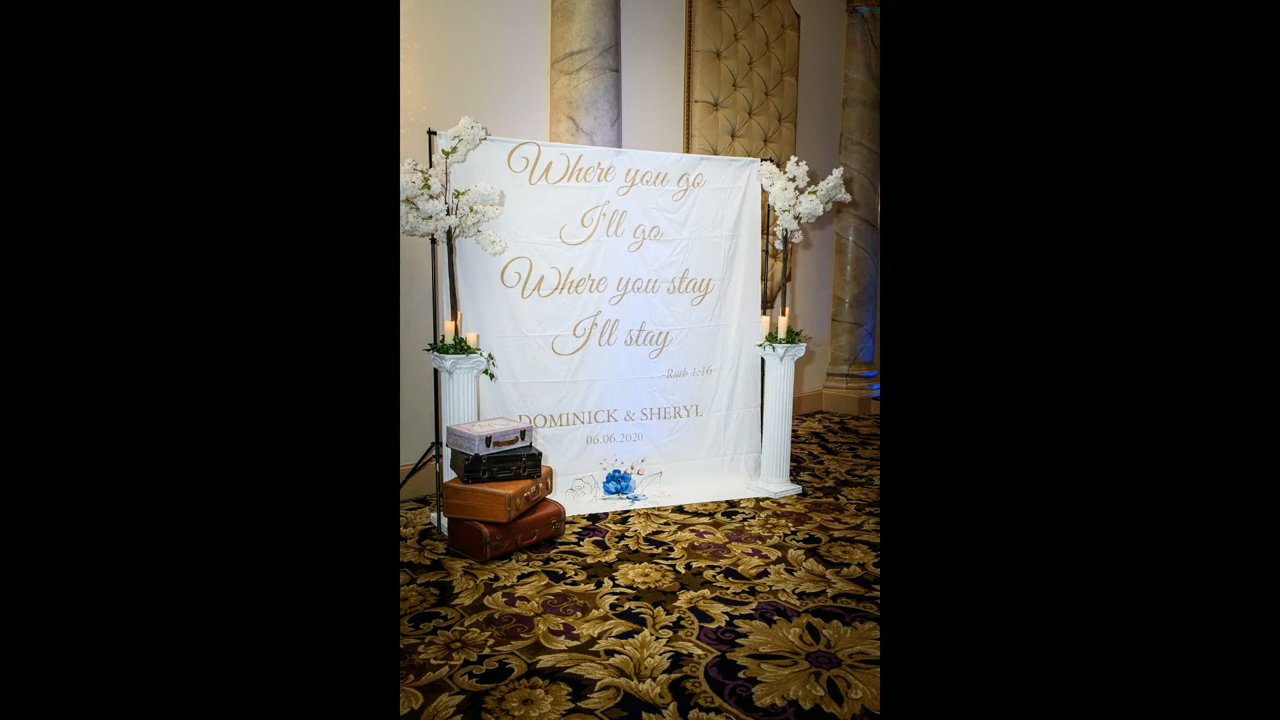 Where you go
I'll go
Where you stay
I'll stay
-Ruth 1:16
DOMINICK & SHERYL
06.06.2020